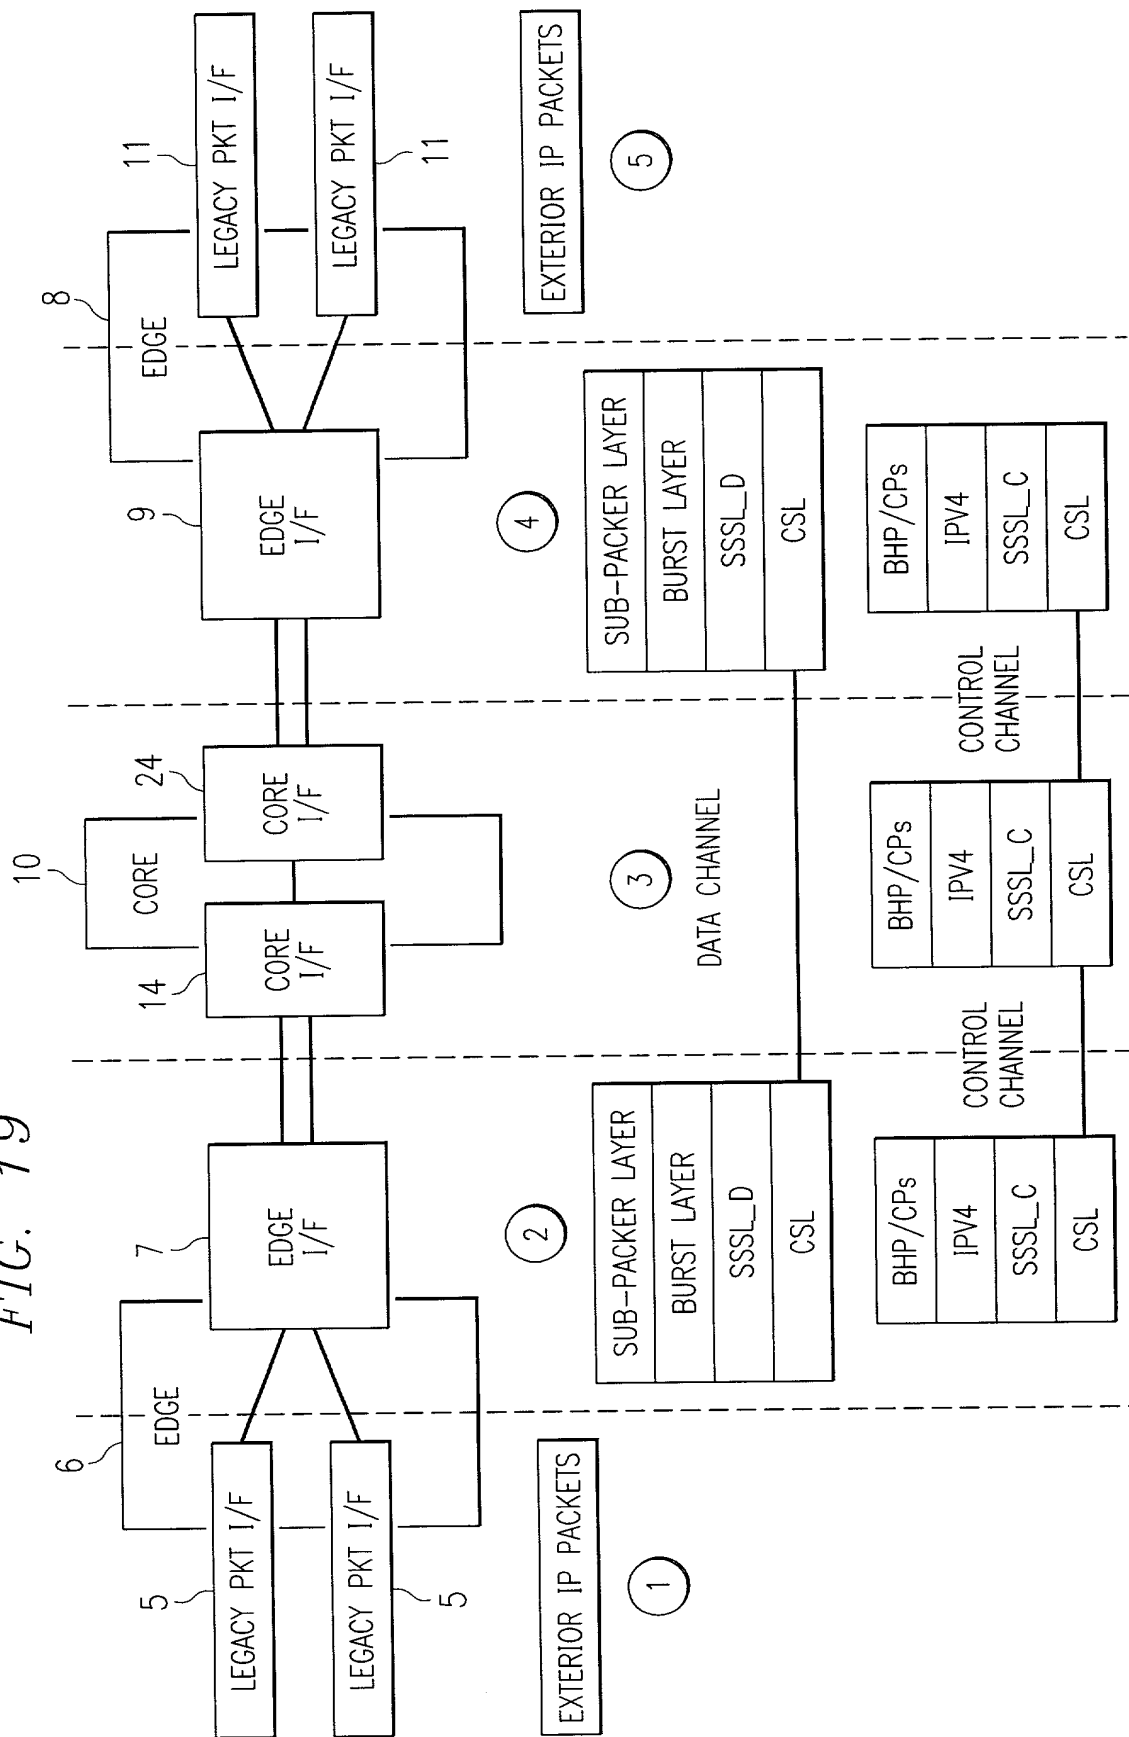 FIG. 19
6
EDGE
5
LEGACY PKT I/F
LEGACY PKT I/F
5
7
EDGE
I/F
10
CORE
14
CORE
I/F
24
CORE
I/F
9
EDGE
I/F
8
EDGE
11
LEGACY PKT I/F
LEGACY PKT I/F
11
EXTERIOR IP PACKETS
1
2
SUB-PACKER LAYER
BURST LAYER
SSSL_D
CSL
3
DATA CHANNEL
4
SUB-PACKER LAYER
BURST LAYER
SSSL_D
CSL
EXTERIOR IP PACKETS
5
BHP/CPs
IPV4
SSSL_C
CSL
CONTROL
CHANNEL
BHP/CPs
IPV4
SSSL_C
CSL
CONTROL
CHANNEL
BHP/CPs
IPV4
SSSL_C
CSL